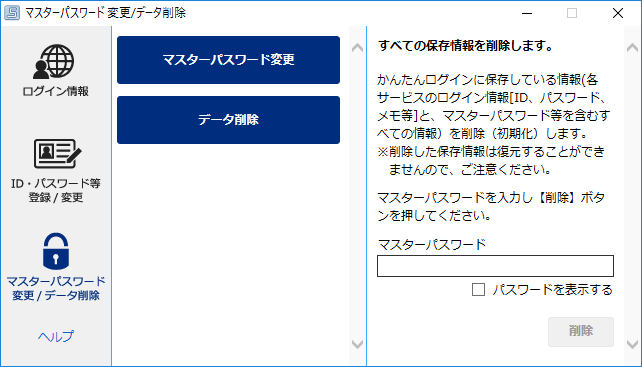 マスターパスワード 変更/データ削除
ログイン情報
ID・パスワード等
登録 / 変更
マスターパスワード
変更 / データ削除
ヘルプ
マスターパスワード変更
データ削除
すべての保存情報を削除します。
かんたんログインに保存している情報(各
サービスのログイン情報[ID、パスワード、
メモ等]と、マスターパスワード等を含むす
べての情報）を削除（初期化）します。
※削除した保存情報は復元することができ
ませんので、ご注意ください。
マスターパスワードを入力し【削除】ボタ
ンを押してください。
マスターパスワード
パスワードを表示する
削除